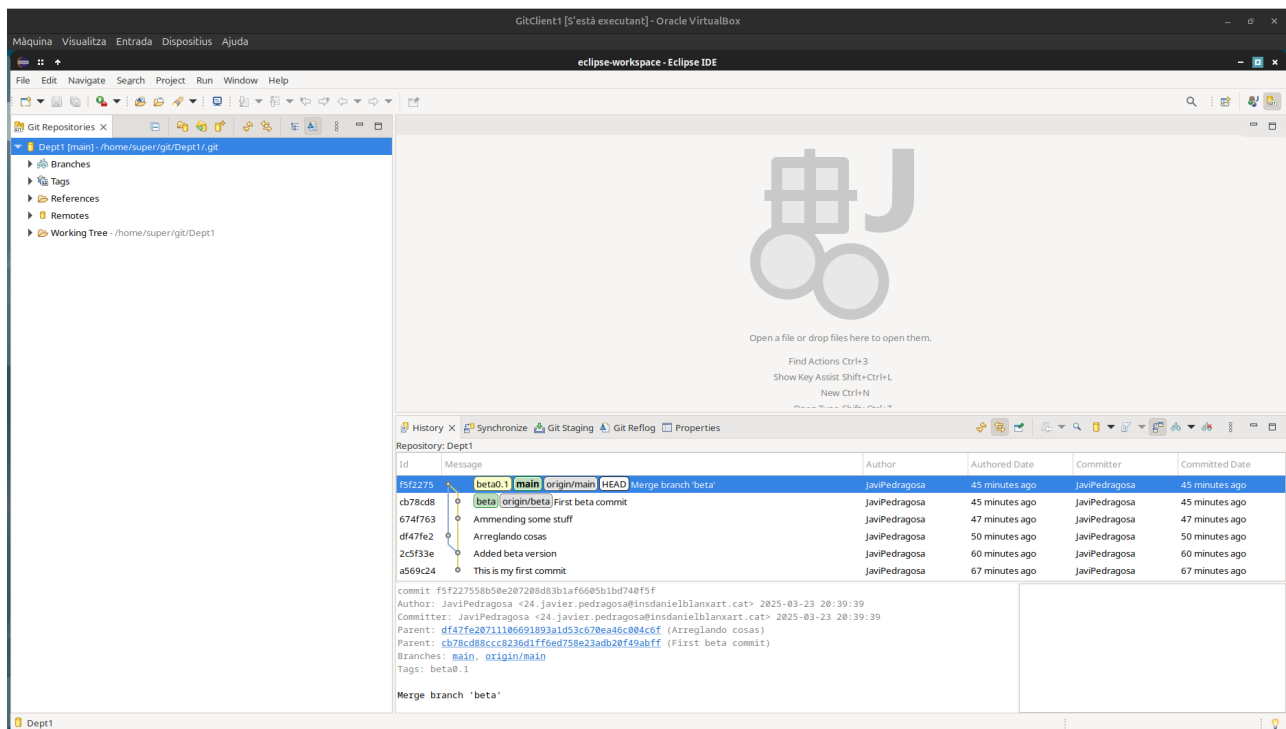 GitClient1 [S'està executant] - Oracle VirtualBox
Màquina Visualitza Entrada Dispositius Ajuda
eclipse-workspace - Eclipse IDE
File Edit Navigate Search Project Run Window Help
Git Repositories
Dept1 [main] - /home/super/git/Dept1/.git
Branches
Tags
References
Remotes
Working Tree - /home/super/git/Dept1
Open a file or drop files here to open them.
Find Actions Ctrl+3
Show Key Assist Shift+Ctrl+L
New Ctrl+N
Open Type Shift+Ctrl+T
History Synchronize Git Staging Git Reflog Properties
Repository: Dept1
Id Message Author Authored Date Committer Committed Date
f5f2275 beta0.1 main origin/main HEAD Merge branch 'beta' JaviPedragosa 45 minutes ago JaviPedragosa 45 minutes ago
cb78cd8 beta origin/beta First beta commit JaviPedragosa 45 minutes ago JaviPedragosa 45 minutes ago
674f763 Ammending some stuff JaviPedragosa 47 minutes ago JaviPedragosa 47 minutes ago
df47fe2 Arreglando cosas JaviPedragosa 50 minutes ago JaviPedragosa 50 minutes ago
2c5f33e Added beta version JaviPedragosa 60 minutes ago JaviPedragosa 60 minutes ago
a569c24 This is my first commit JaviPedragosa 67 minutes ago JaviPedragosa 67 minutes ago
commit f5f227558b50e207208d83b1af6605b1bd740f5f
Author: JaviPedragosa <24.javier.pedragosa@insdanielblanxart.cat> 2025-03-23 20:39:39
Committer: JaviPedragosa <24.javier.pedragosa@insdanielblanxart.cat> 2025-03-23 20:39:39
Parent: df47fe20711106691893a1d53c670ea46c004c6f (Arreglando cosas)
Parent: cb78cd88ccc8236d1ff6ed758e23adb20f49abff (First beta commit)
Branches: main, origin/main
Tags: beta0.1
Merge branch 'beta'
Dept1